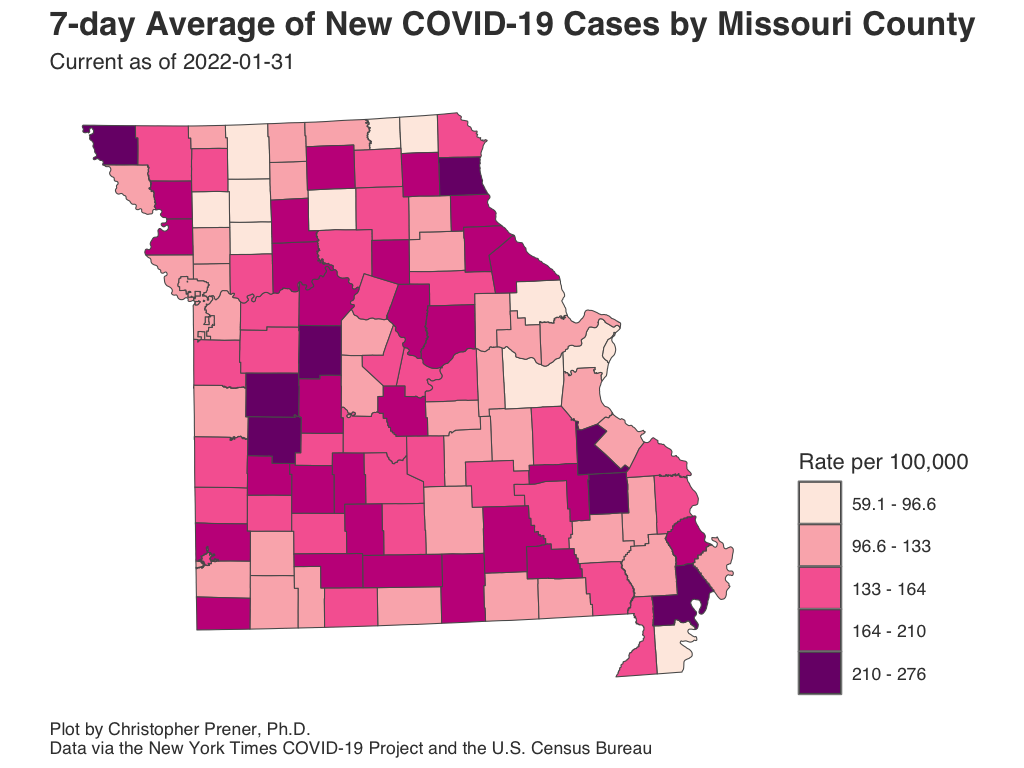 7-day Average of New COVID-19 Cases by Missouri County
Current as of 2022-01-31
Rate per 100,000
59.1 - 96.6
96.6 - 133
133 - 164
164 - 210
210 - 276
Plot by Christopher Prener, Ph.D.
Data via the New York Times COVID-19 Project and the U.S. Census Bureau